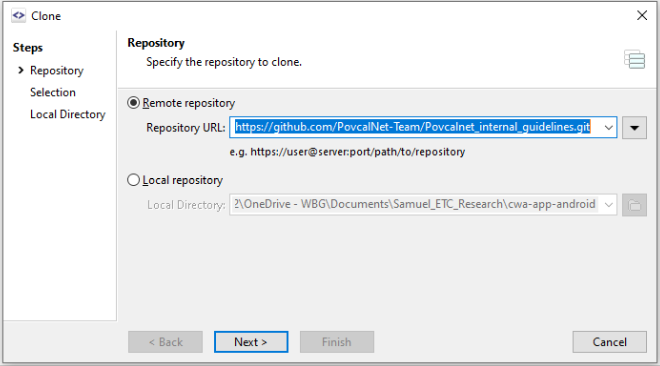 Clone
Steps
Repository
Selection
Local Directory
Repository
Specify the repository to clone.
Remote repository
Repository URL: https://github.com/PovcalNet-Team/Povcalnet_internal_guidelines.git
e.g. https://user@server:port/path/to/repository
Local repository
Local Directory: ?\OneDrive - WBG\Documents\Samuel_ETC_Research\cwa-app-android
< Back Next > Finish Cancel